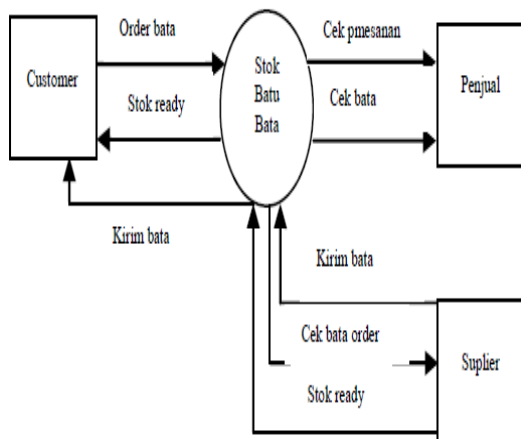 Order bata
Cek pmesanan
Customer
Stok
Batu
Bata
Penjual
Stok ready
Cek bata
Kirim bata
Kirim bata
Cek bata order
Suplier
Stok ready